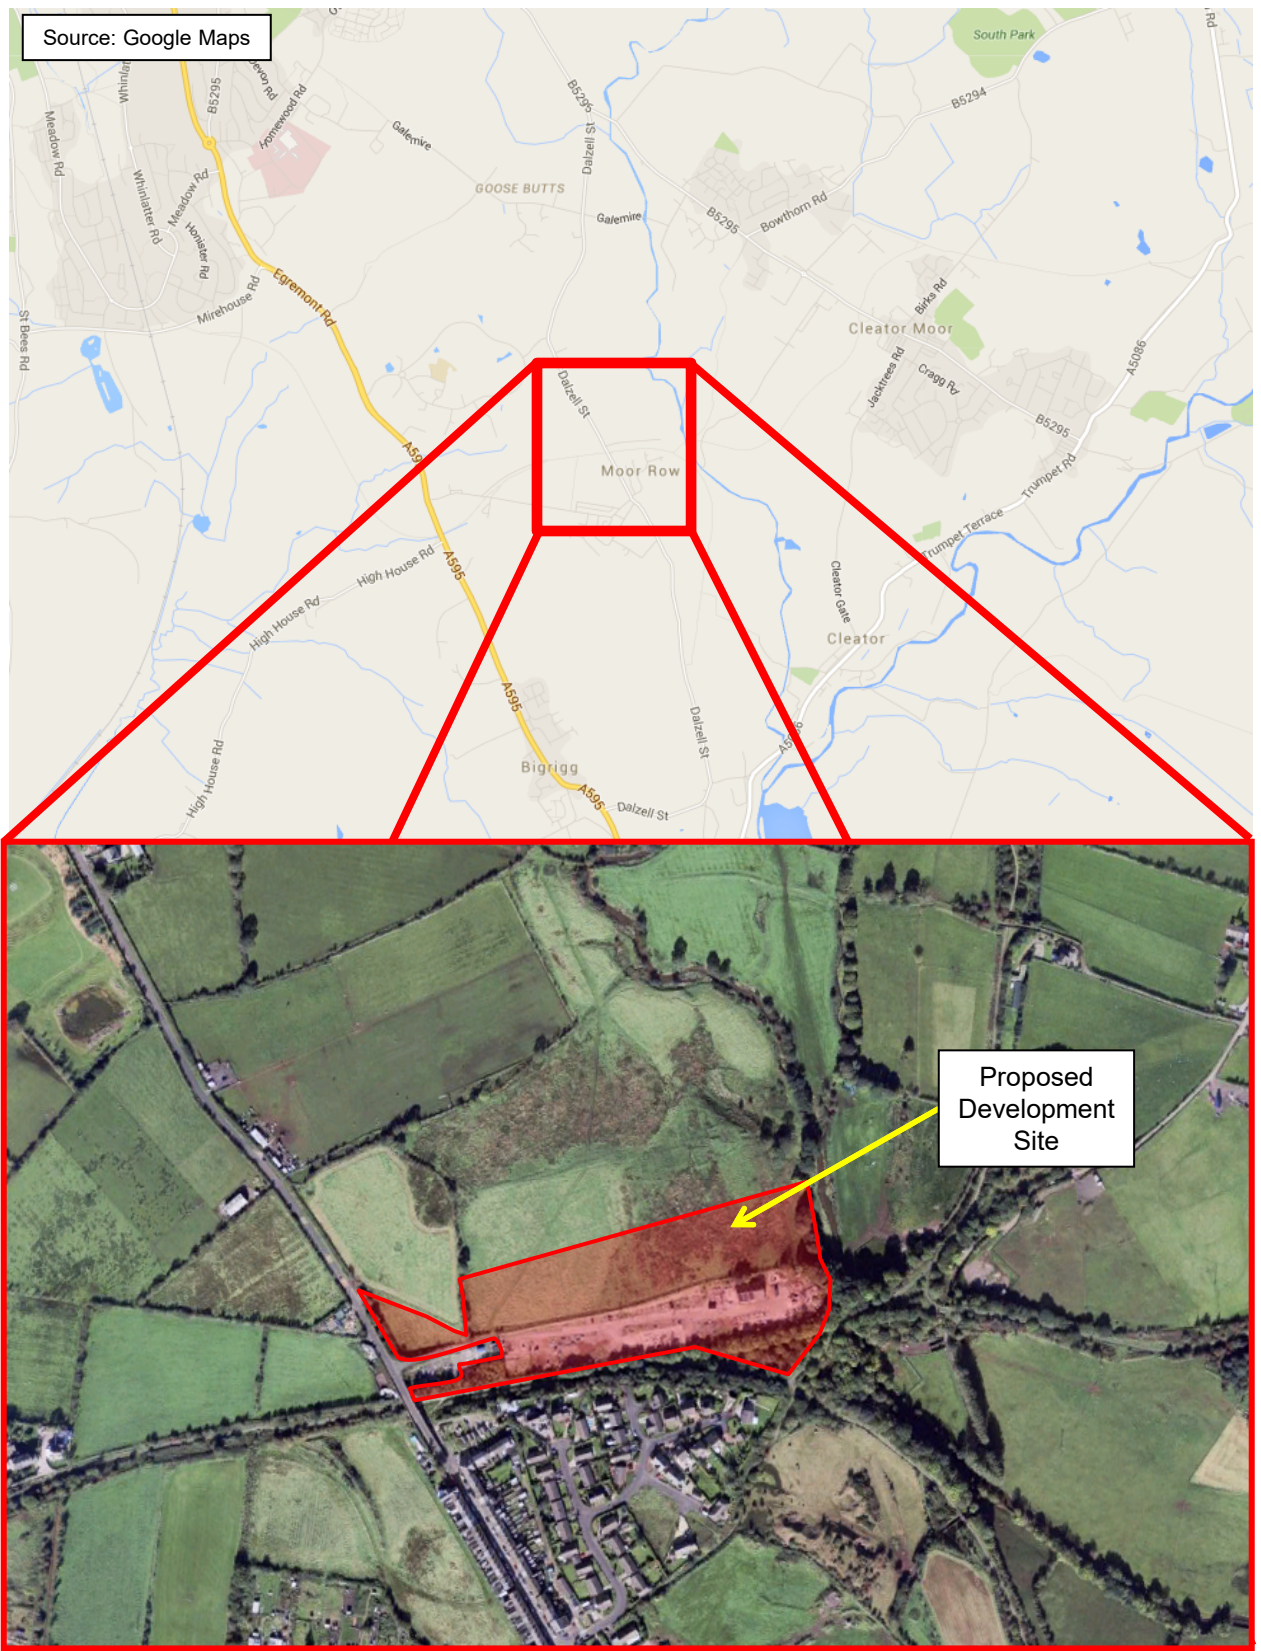 Source: Google Maps
South Park
Rd
Whinlat
B5295
Devon Rd
Homewood Rd
B5295
B5294
Meadow Rd
Galemire
Dalzell St
Whinlatter Rd
Meadow Rd
GOOSE BUTTS
Galemire
B5295
Bowthorn Rd
Honister Rd
Mirehouse Rd
Egremont Rd
St Bees Rd
Birks Rd
Cleator Moor
A5086
Jacktrees Rd
Cragg Rd
Dalzell St
B5295
A59
Moor Row
Trumpet Rd
Trumpet Terrace
High House Rd
A595
Cleator Gate
High House Rd
Cleator
A595
Dalzell St
High House Rd
Bigrigg
A595
Dalzell St
Proposed
Development
Site